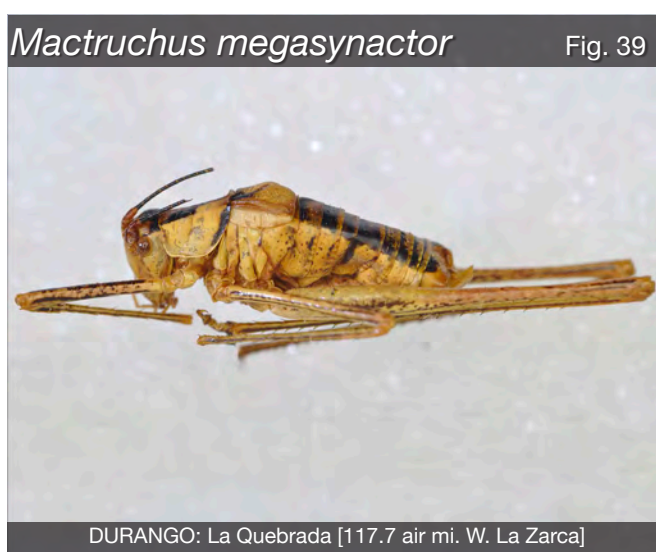 Mactruchus megasynactor Fig. 39
DURANGO: La Quebrada [117.7 air mi. W. La Zarca]